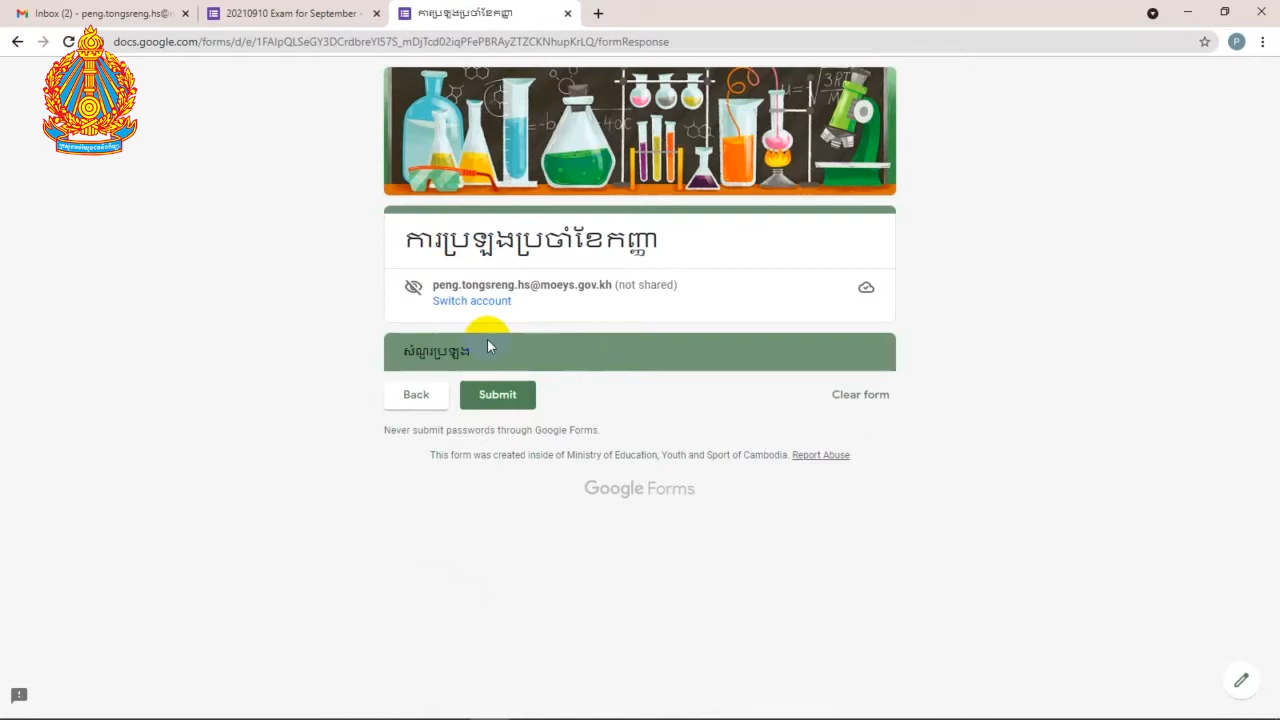 Inbox (2) - peng.tongsreng.hs@
20210910 Exam for September -
ការប្រឡងប្រចាំខែកញ្ញា
docs.google.com/forms/d/e/1FAIpQLSeGY3DCrdbreYI57S_mDjTcd02iqPFePBRAyZTZCKNhupKrLQ/formResponse
P
ការប្រឡងប្រចាំខែកញ្ញា
peng.tongsreng.hs@moeys.gov.kh (not shared)
Switch account
សំណួរប្រឡង
Back
Submit
Clear form
Never submit passwords through Google Forms.
This form was created inside of Ministry of Education, Youth and Sport of Cambodia. Report Abuse
Google Forms